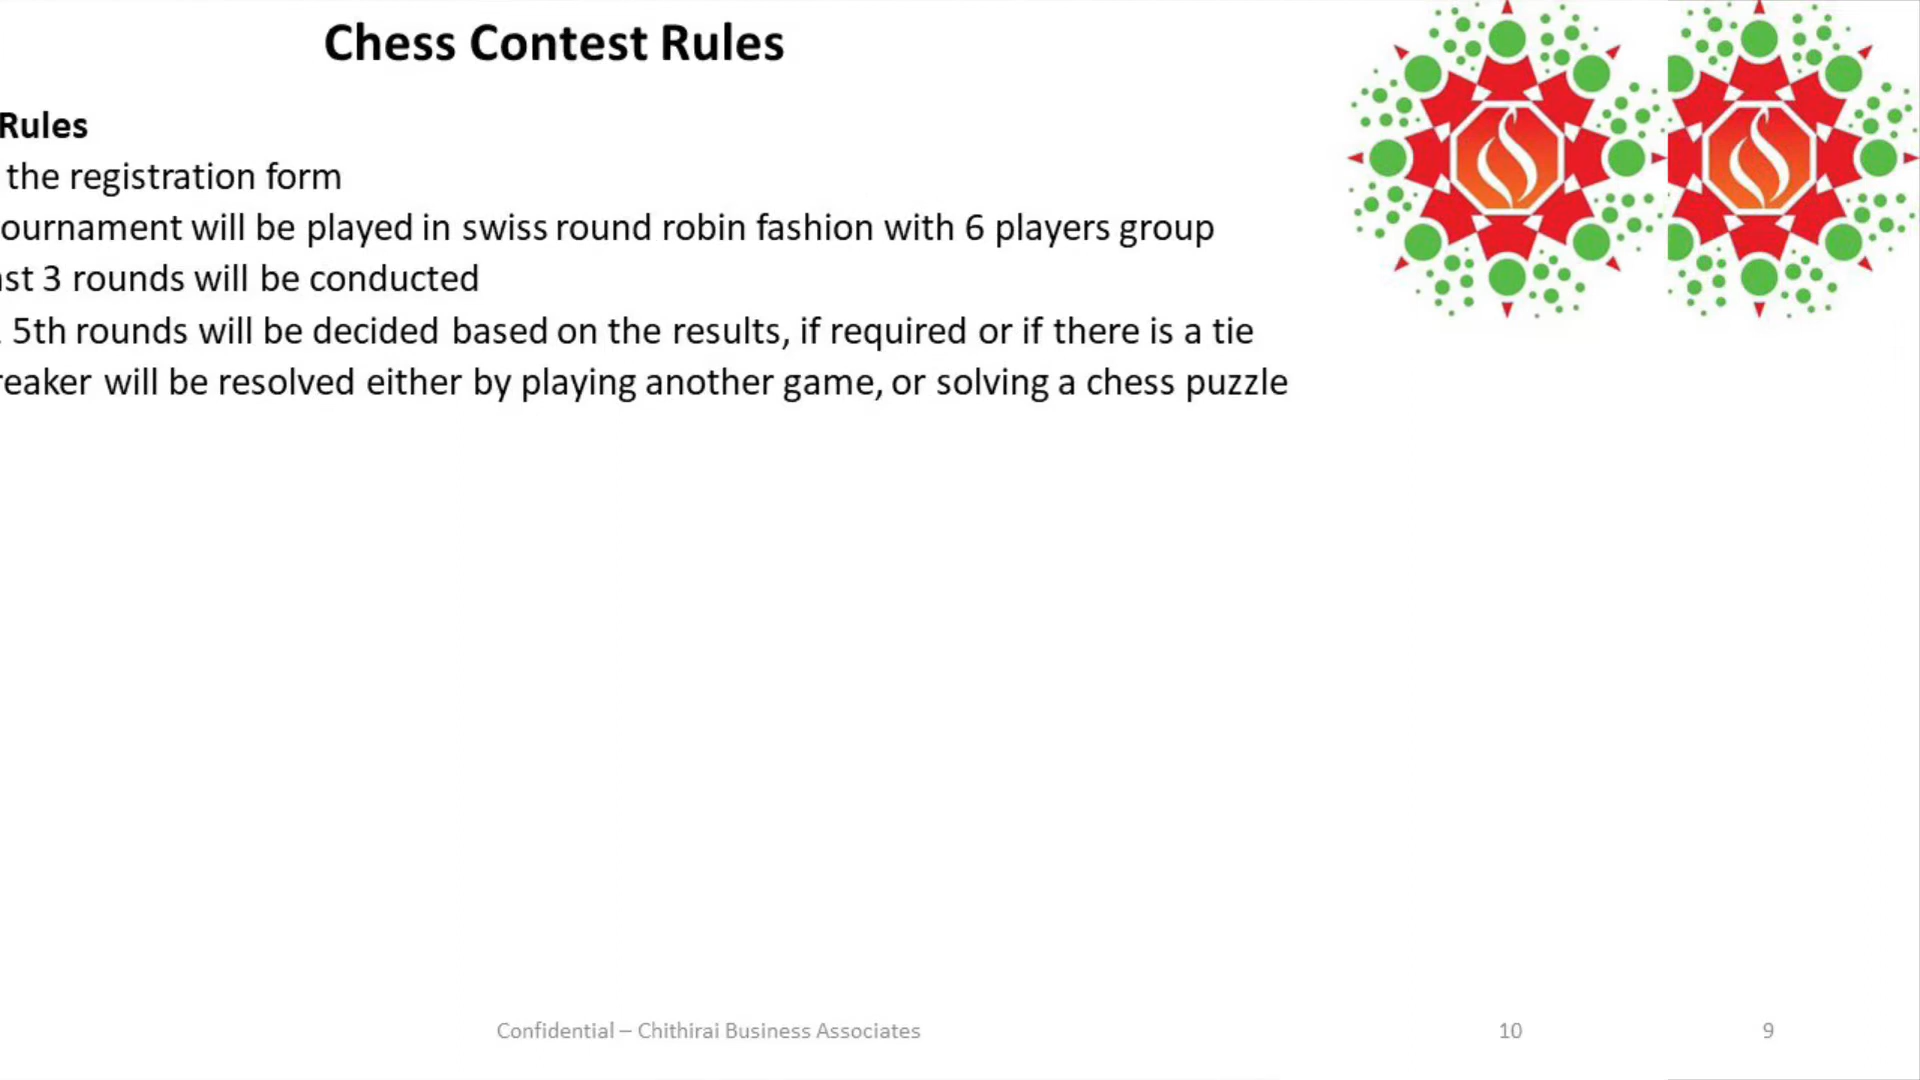 Chess Contest Rules
Rules
the registration form
ournament will be played in swiss round robin fashion with 6 players group
st 3 rounds will be conducted
5th rounds will be decided based on the results, if required or if there is a tie
reaker will be resolved either by playing another game, or solving a chess puzzle
Confidential – Chithirai Business Associates
10
9